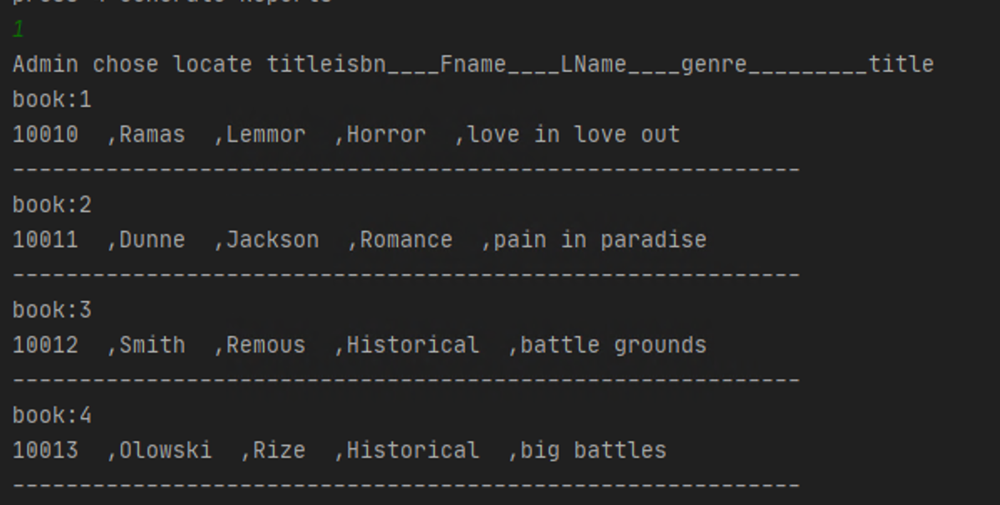 1
Admin chose locate titleisbn____Fname____LName____genre_________title
book:1
10010  ,Ramas  ,Lemmor  ,Horror  ,love in love out
-----------------------------------------------------------
book:2
10011  ,Dunne  ,Jackson  ,Romance  ,pain in paradise
-----------------------------------------------------------
book:3
10012  ,Smith  ,Remous  ,Historical  ,battle grounds
-----------------------------------------------------------
book:4
10013  ,Olowski  ,Rize  ,Historical  ,big battles
-----------------------------------------------------------